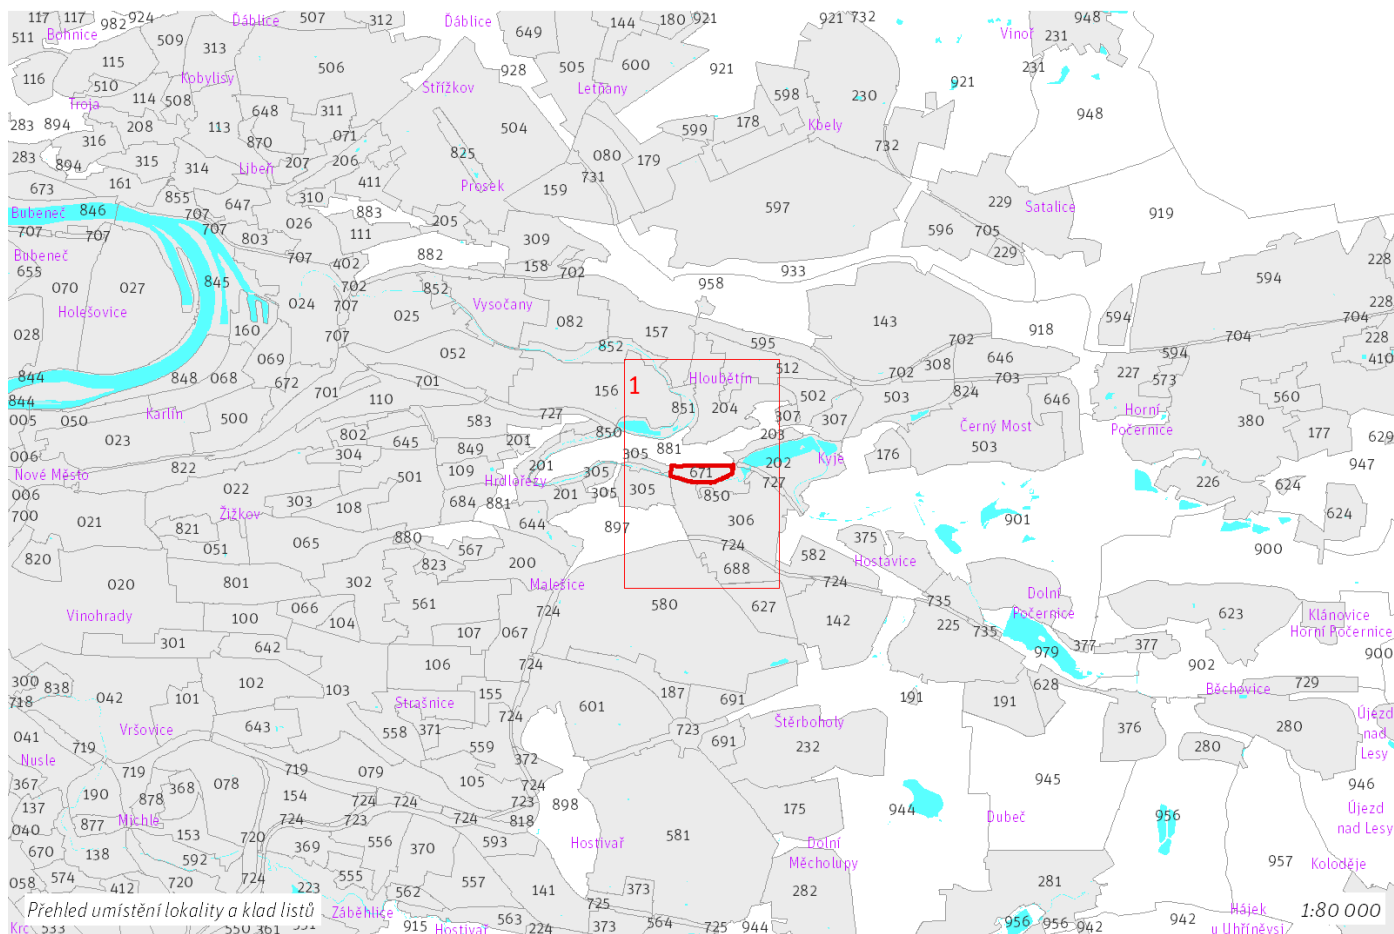 117 117 982 924 Ďáblice 507 312 Ďáblice 144 180 921 921 732 948
511 Bohnice 509 313 649 Vinoř 231
115 506 928 505 600 921 231
116 510 Kobylisy Střížkov Letňany 598 230 921 948
Troja 114 508 648 311
283 894 208 113 071 504 599 178 Kbely
316 870 732
283 894 315 314 Libeň 207 206 825 080 179
673 161 411 Prosek 159 731
855 647 310 597 229 Satalice
Bubeneč 846 707 026 883 205 919
707 707 707 803 111 309 596 705
Bubeneč 707 402 882 158 702 229 228
655 933
070 027 845 024 702 852 958 594
Holešovice 707 025 Vysočany 082 143 594 704 704 228
028 160 707 157 918 228
852 595 702 594 410
069 052 702 308 646
844 848 068 672 701 512 703 227 573
844 701 156 1 Hloubětín 502 503 824 646 560
005 050 Karlín 110 851 204 307 307 Horní
023 500 583 727 Černý Most Počernice 380 177 629
802 645 201 850 203
006 304 849 881 503
Nové Město 822 501 109 201 305 202 Kyje 176 947
006 022 Hrdlořezy 305 671 727 226 624
700 303 684 881 201 305 305 850
021 Žižkov 108 644 897 306 901 624
821 880
820 051 065 567 724 375 900
823 200 582 Hostavice
020 801 302 Malešice 688 724
Dolní
066 561 724 580 627 735 Počernice 623 Klánovice
Vinohrady 100 104 142 225 735 Horní Počernice
301 642 107 067 979 377 377 900
106 724 902
300 838 102 103 155 187 691 191 628 Běchovice 729
718 042 101 Strašnice 601 191
643 371 724 723 Štěrboholy 376 280 Újezd
041 Vršovice 558 691 232 nad
719 559 280 Lesy
Nusle 719 719 079 372
367 190 368 078 105 724 945 946
137 878 154 724 724 723 898 175 944 956 Újezd
040 877 Michle 724 723 724 818 Dubeč nad Lesy
153 720 556 593 Hostivař 581 Dolní
670 138 592 369 370 Měcholupy 957 Koloděje
058 574 412 720 724 223 555 562 557 141 373 282 281
725
Přehled umístění lokality a klad listů Záběhlice 563 564 1:80 000
Krc 533 550 361 551 915 Hostivař 224 373 725 944 956 956 942 942 Hájek
u Uhříněvsi